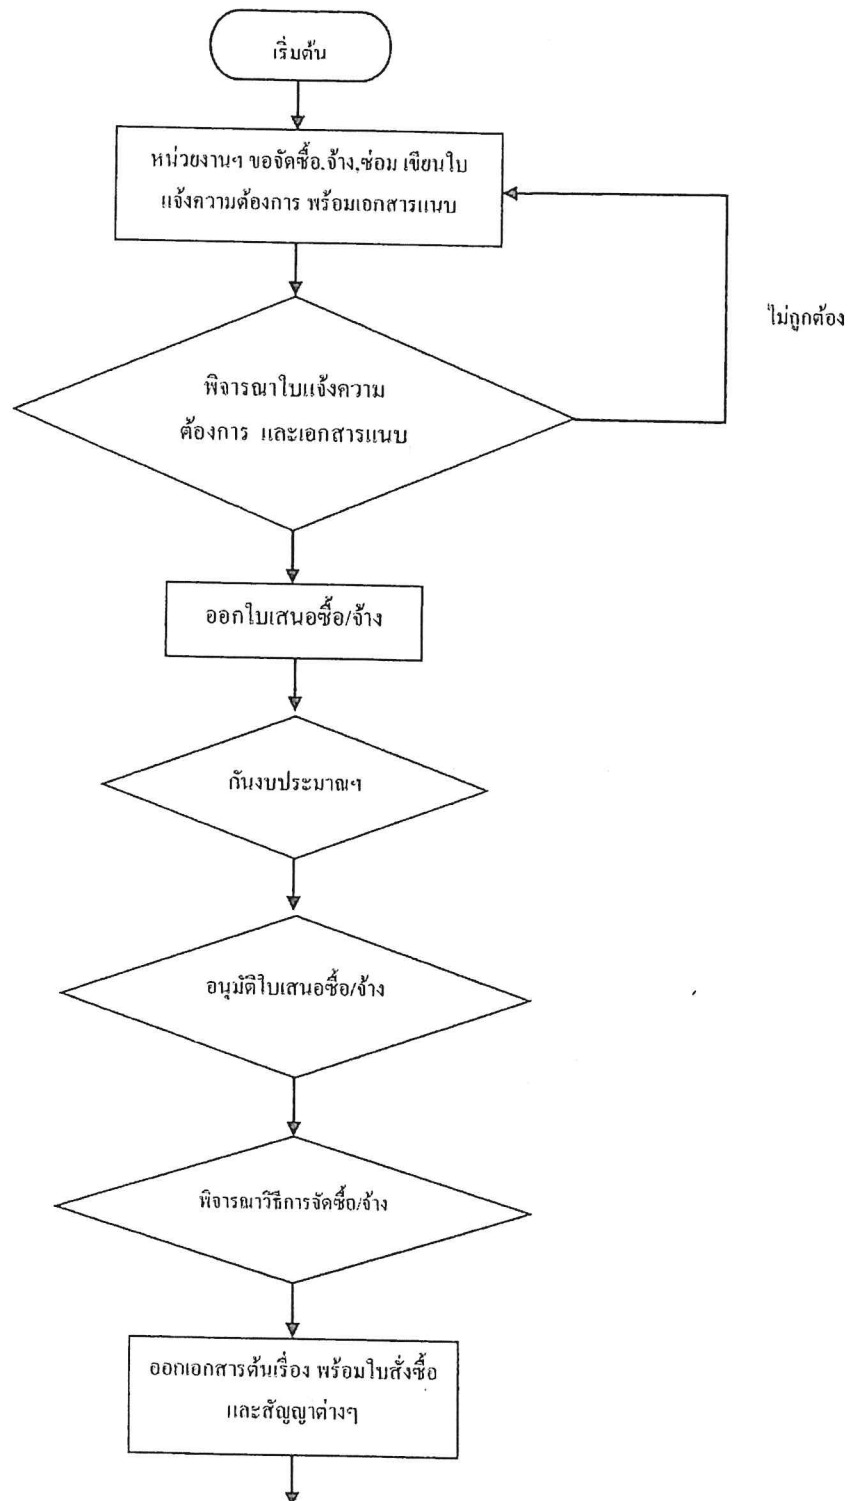 เริ่มต้น
หน่วยงานฯ ขอจัดซื้อ,จ้าง,ซ่อม เขียนใบ
แจ้งความต้องการ พร้อมเอกสารแนบ
ไม่ถูกต้อง
พิจารณาใบแจ้งความ
ต้องการ และเอกสารแนบ
ออกใบเสนอซื้อ/จ้าง
กันงบประมาณฯ
อนุมัติใบเสนอซื้อ/จ้าง
พิจารณาวิธีการจัดซื้อ/จ้าง
ออกเอกสารต้นเรื่อง พร้อมใบสั่งซื้อ
และสัญญาต่างๆ